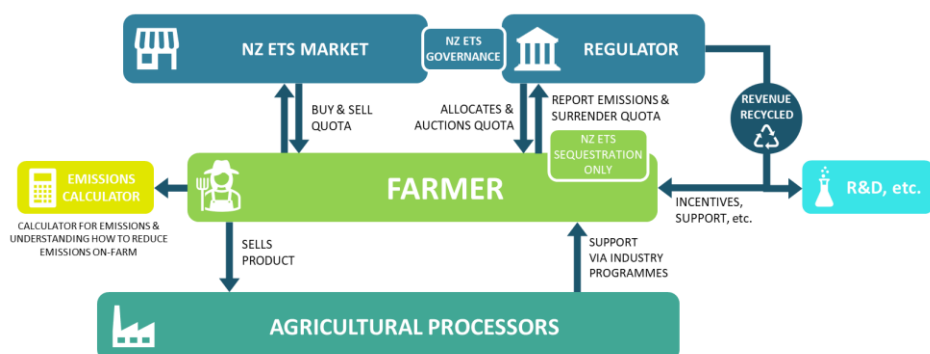 NZ ETS MARKET
NZ ETS
GOVERNANCE
REGULATOR
BUY & SELL
QUOTA
ALLOCATES &
AUCTIONS QUOTA
REPORT EMISSIONS &
SURRENDER QUOTA
REVENUE
RECYCLED
NZ ETS
SEQUESTRATION
ONLY
EMISSIONS
CALCULATOR
FARMER
R&D, etc.
INCENTIVES,
SUPPORT, etc.
CALCULATOR FOR EMISSIONS &
UNDERSTANDING HOW TO REDUCE
EMISSIONS ON-FARM
SELLS
PRODUCT
SUPPORT
VIA INDUSTRY
PROGRAMMES
AGRICULTURAL PROCESSORS